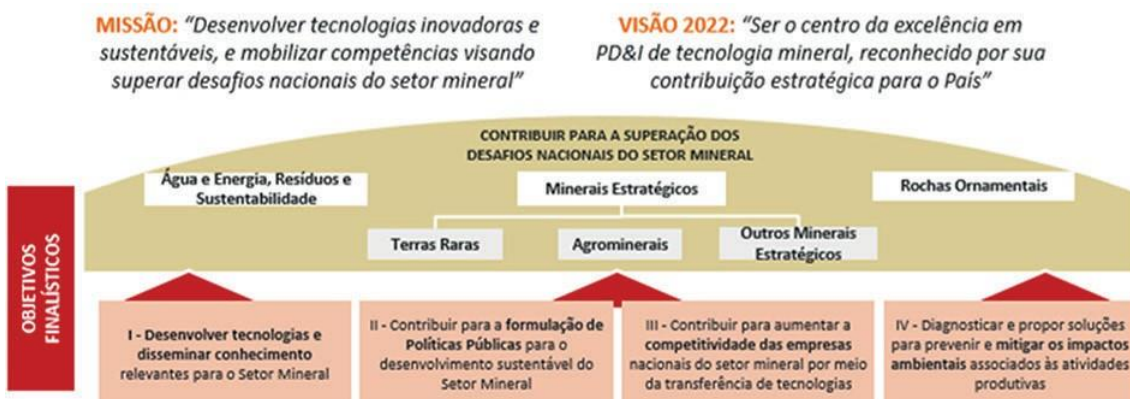 MISSÃO: “Desenvolver tecnologias inovadoras e
sustentáveis, e mobilizar competências visando
superar desafios nacionais do setor mineral”
VISÃO 2022: “Ser o centro da excelência em
PD&I de tecnologia mineral, reconhecido por sua
contribuição estratégica para o País”
CONTRIBUIR PARA A SUPERAÇÃO DOS
DESAFIOS NACIONAIS DO SETOR MINERAL
Água e Energia, Resíduos e
Sustentabilidade
Minerais Estratégicos
Rochas Ornamentais
Terras Raras
Agrominerais
Outros Minerais
Estratégicos
OBJETIVOS
FINALÍSTICOS
I - Desenvolver tecnologias e
disseminar conhecimento
relevantes para o Setor Mineral
II - Contribuir para a formulação de
Políticas Públicas para o
desenvolvimento sustentável do
Setor Mineral
III - Contribuir para aumentar a
competitividade das empresas
nacionais do setor mineral por meio
da transferência de tecnologias
IV - Diagnosticar e propor soluções
para prevenir e mitigar os impactos
ambientais associados às atividades
produtivas